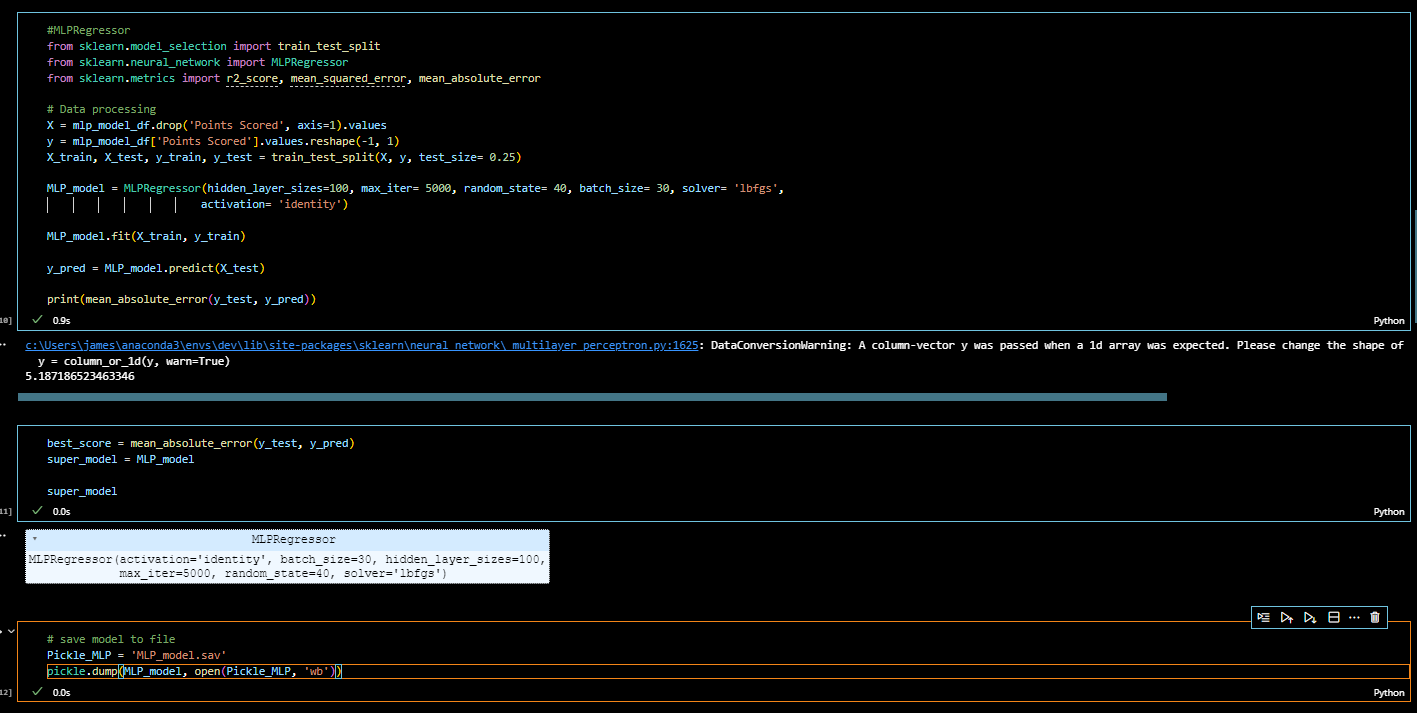 #MLPRegressor
from sklearn.model_selection import train_test_split
from sklearn.neural_network import MLPRegressor
from sklearn.metrics import r2_score, mean_squared_error, mean_absolute_error
# Data processing
X = mlp_model_df.drop('Points Scored', axis=1).values
y = mlp_model_df['Points Scored'].values.reshape(-1, 1)
X_train, X_test, y_train, y_test = train_test_split(X, y, test_size= 0.25)
MLP_model = MLPRegressor(hidden_layer_sizes=100, max_iter= 5000, random_state= 40, batch_size= 30, solver= 'lbfgs',
activation= 'identity')
MLP_model.fit(X_train, y_train)
y_pred = MLP_model.predict(X_test)
print(mean_absolute_error(y_test, y_pred))
10] 0.9s Python
c:\Users\james\anaconda3\envs\dev\lib\site-packages\sklearn\neural_network\_multilayer_perceptron.py:1625: DataConversionWarning: A column-vector y was passed when a 1d array was expected. Please change the shape of
y = column_or_1d(y, warn=True)
5.187186523463346
best_score = mean_absolute_error(y_test, y_pred)
super_model = MLP_model
super_model
11] 0.0s Python
MLPRegressor
MLPRegressor(activation='identity', batch_size=30, hidden_layer_sizes=100,
max_iter=5000, random_state=40, solver='lbfgs')
# save model to file
Pickle_MLP = 'MLP_model.sav'
pickle.dump(MLP_model, open(Pickle_MLP, 'wb'))
12] 0.0s Python